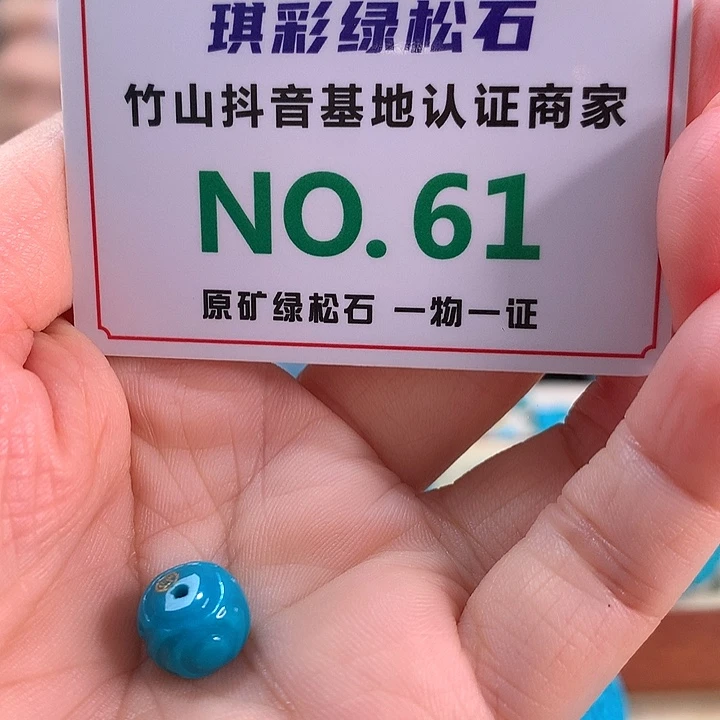 琪彩绿松石
竹山抖音基地认证商家
NO.61
原矿绿松石 一物一证